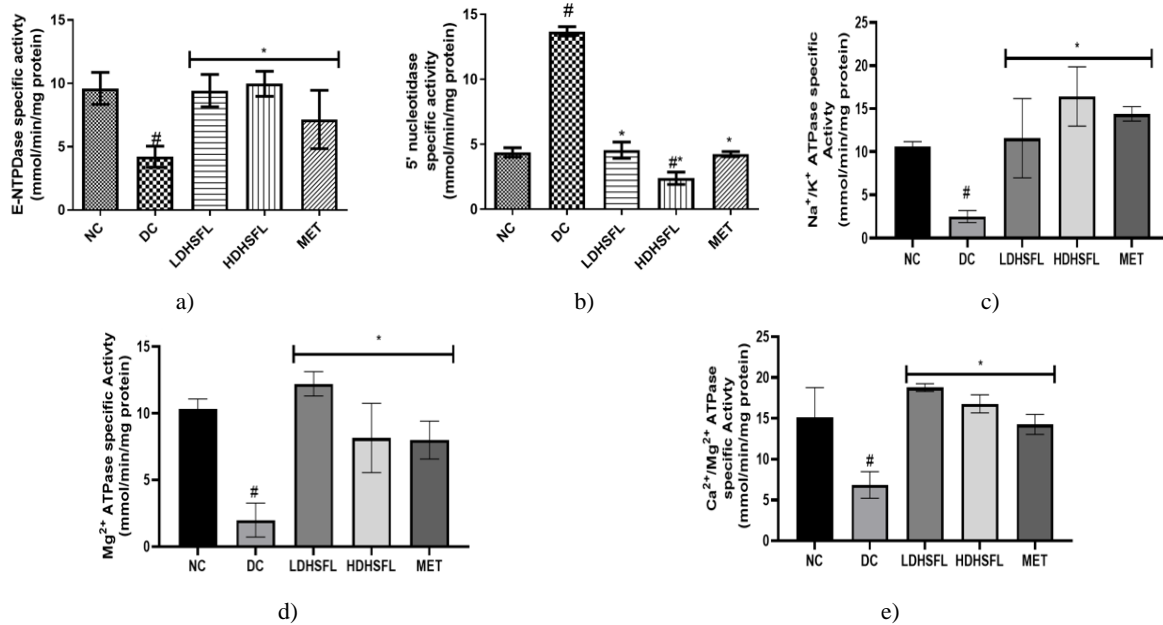 E-NTPDase specific activity
(mmol/min/mg protein)
15
10
5
0
*
#
NC
DC
LDHSFL
HDHSFL
MET
a)
5' nucleotidase
specific activity
(mmol/min/mg protein)
15
10
5
0
#
*
#*
*
NC
DC
LDHSFL
HDHSFL
MET
b)
Na+/K+ ATPase specific
Activty
(mmol/min/mg protein)
25
20
15
10
5
0
*
#
NC
DC
LDHSFL
HDHSFL
MET
c)
Mg2+ ATPase specific Activty
(mmol/min/mg protein)
15
10
5
0
*
#
NC
DC
LDHSFL
HDHSFL
MET
d)
Ca2+/Mg2+ ATPase
specific Activty
(mmol/min/mg protein)
25
20
15
10
5
0
*
#
NC
DC
LDHSFL
HDHSFL
MET
e)